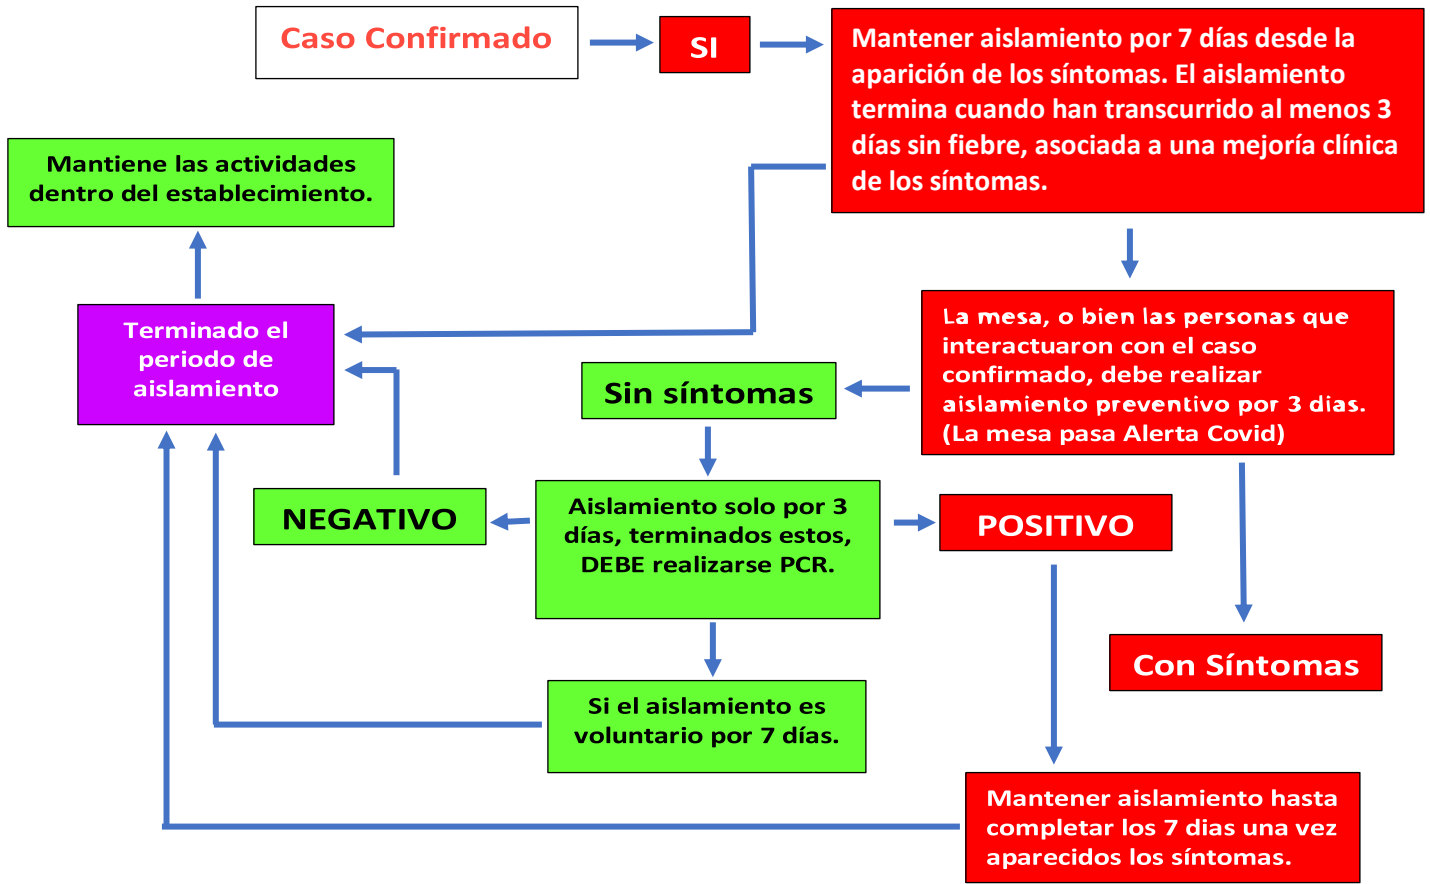 Caso Confirmado
SI
Mantener aislamiento por 7 días desde la
aparición de los síntomas. El aislamiento
termina cuando han transcurrido al menos 3
días sin fiebre, asociada a una mejoría clínica
de los síntomas.
Mantiene las actividades
dentro del establecimiento.
Terminado el
periodo de
aislamiento
La mesa, o bien las personas que
interactuaron con el caso
confirmado, debe realizar
aislamiento preventivo por 3 dias.
(La mesa pasa Alerta Covid)
Sin síntomas
NEGATIVO
Aislamiento solo por 3
días, terminados estos,
DEBE realizarse PCR.
POSITIVO
Con Síntomas
Si el aislamiento es
voluntario por 7 días.
Mantener aislamiento hasta
completar los 7 dias una vez
aparecidos los síntomas.